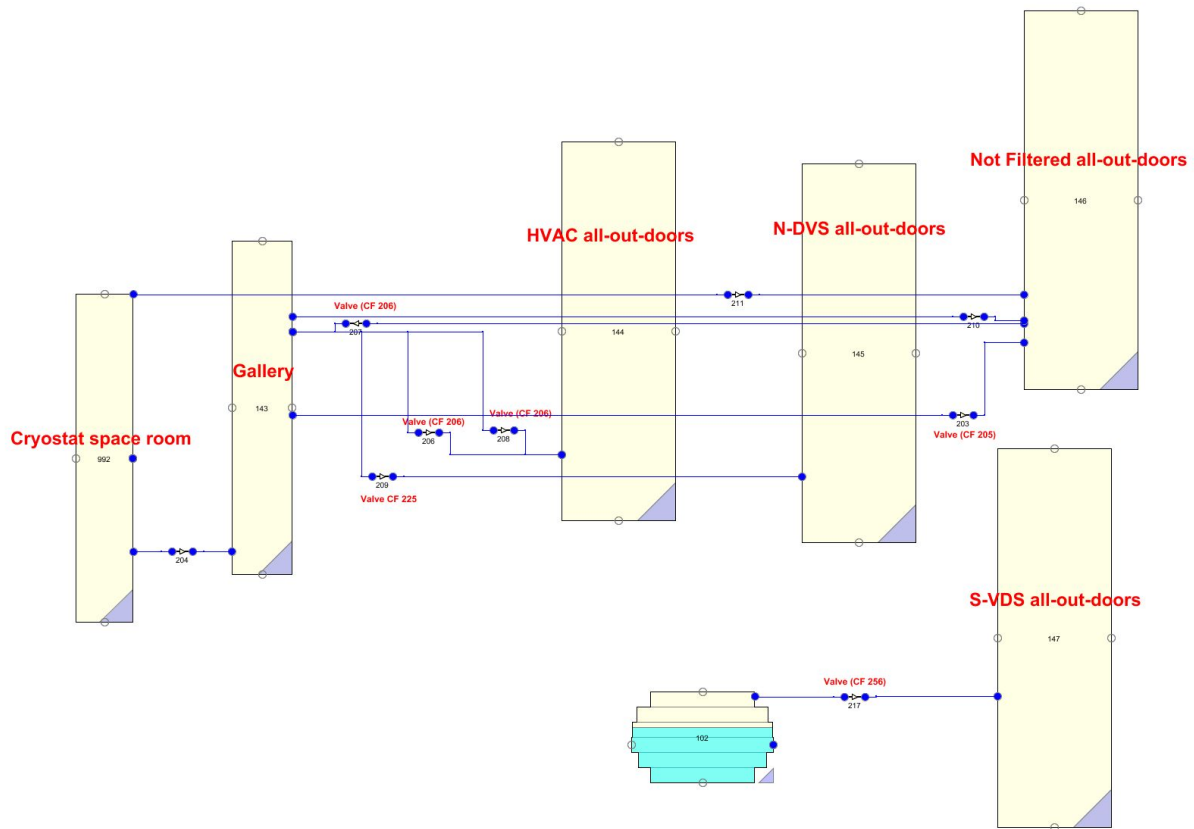 Not Filtered all-out-doors
146
N-DVS all-out-doors
HVAC all-out-doors
211
Valve (CF 206)
210
207
144
145
Gallery
143
Valve (CF 206)
Valve (CF 206)
203
Valve (CF 205)
206
208
Cryostat space room
992
209
Valve CF 225
204
S-VDS all-out-doors
147
Valve (CF 256)
217
102